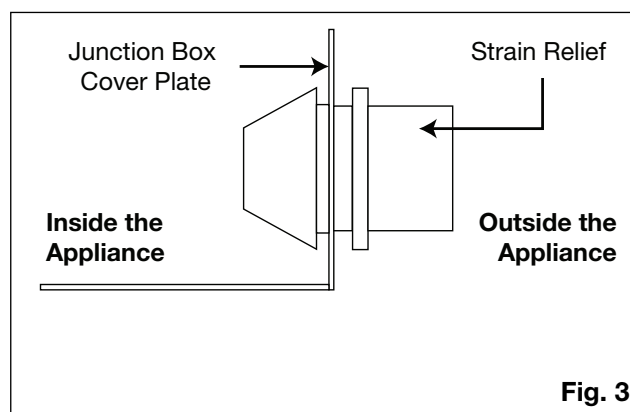 Junction Box
Cover Plate
Strain Relief
Inside the
Appliance
Outside the
Appliance
Fig. 3